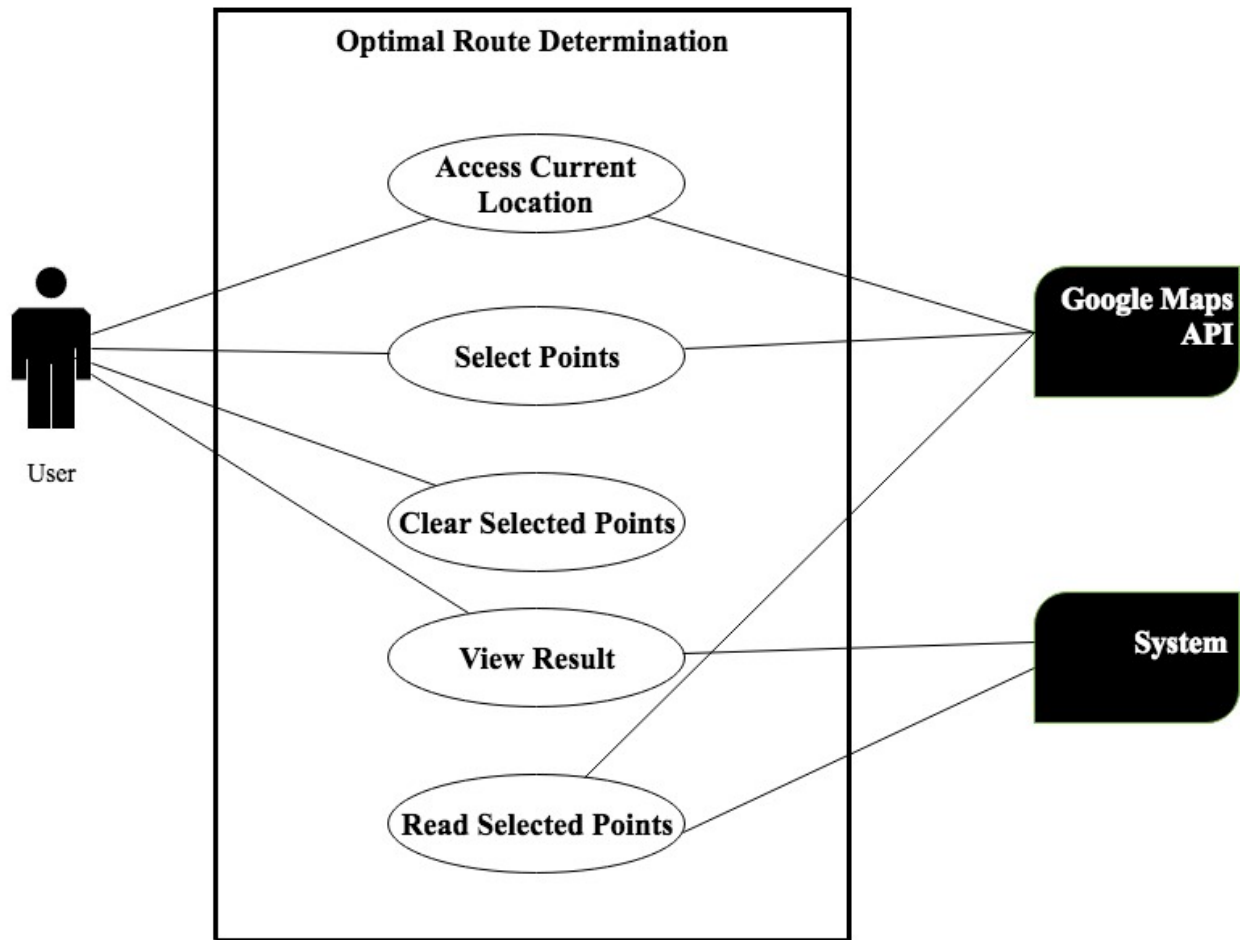 Optimal Route Determination
Access Current
Location
Google Maps
API
Select Points
User
Clear Selected Points
View Result
System
Read Selected Points